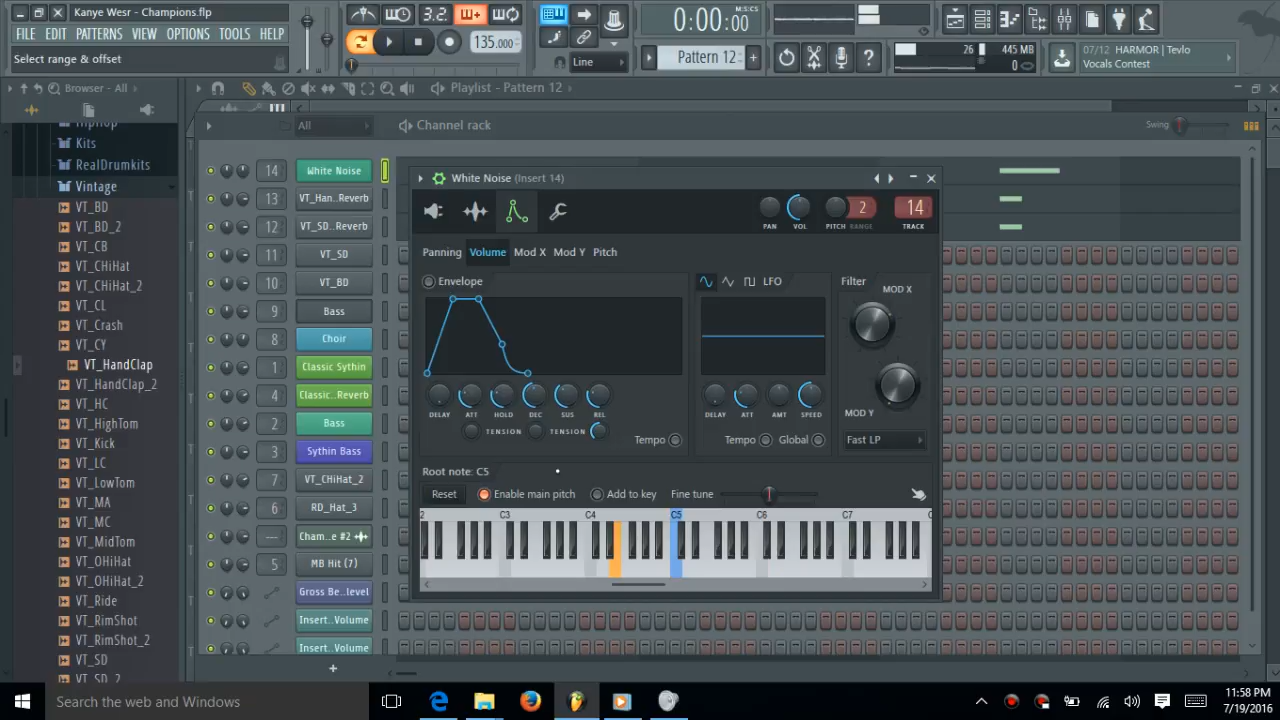 Kanye Wesr - Champions.flp
FILE EDIT PATTERNS VIEW OPTIONS TOOLS HELP
Select range & offset
3.2.
135.000
0:00:00
M:S:CS
Line
Pattern 12
26
445 MB
0
07/12 HARMOR | Tevlo
Vocals Contest
Browser - All
Playlist - Pattern 12
All
Channel rack
Swing
HipHop
Kits
RealDrumkits
Vintage
VT_BD
VT_BD_2
VT_CB
VT_CHiHat
VT_CHiHat_2
VT_CL
VT_Crash
VT_CY
VT_HandClap
VT_HandClap_2
VT_HC
VT_HighTom
VT_Kick
VT_LC
VT_LowTom
VT_MA
VT_MC
VT_MidTom
VT_OHiHat
VT_OHiHat_2
VT_Ride
VT_RimShot
VT_RimShot_2
VT_SD
VT_SD_2
14 White Noise
13 VT_Han..Reverb
12 VT_SD..Reverb
11 VT_SD
10 VT_BD
9 Bass
8 Choir
1 Classic Sythin
4 Classic..Reverb
2 Bass
3 Sythin Bass
7 VT_CHiHat_2
6 RD_Hat_3
--- Cham..e #2
5 MB Hit (7)
Gross Be..level
Insert..Volume
Insert..Volume
White Noise (Insert 14)
2
14
PAN VOL PITCH RANGE TRACK
Panning Volume Mod X Mod Y Pitch
Envelope
LFO
Filter
MOD X
DELAY ATT HOLD DEC SUS REL
DELAY ATT AMT SPEED
MOD Y
TENSION TENSION
Tempo
Tempo Global
Fast LP
Root note: C5
Reset Enable main pitch Add to key Fine tune
2 C3 C4 C5 C6 C7
Search the web and Windows
11:58 PM
7/19/2016